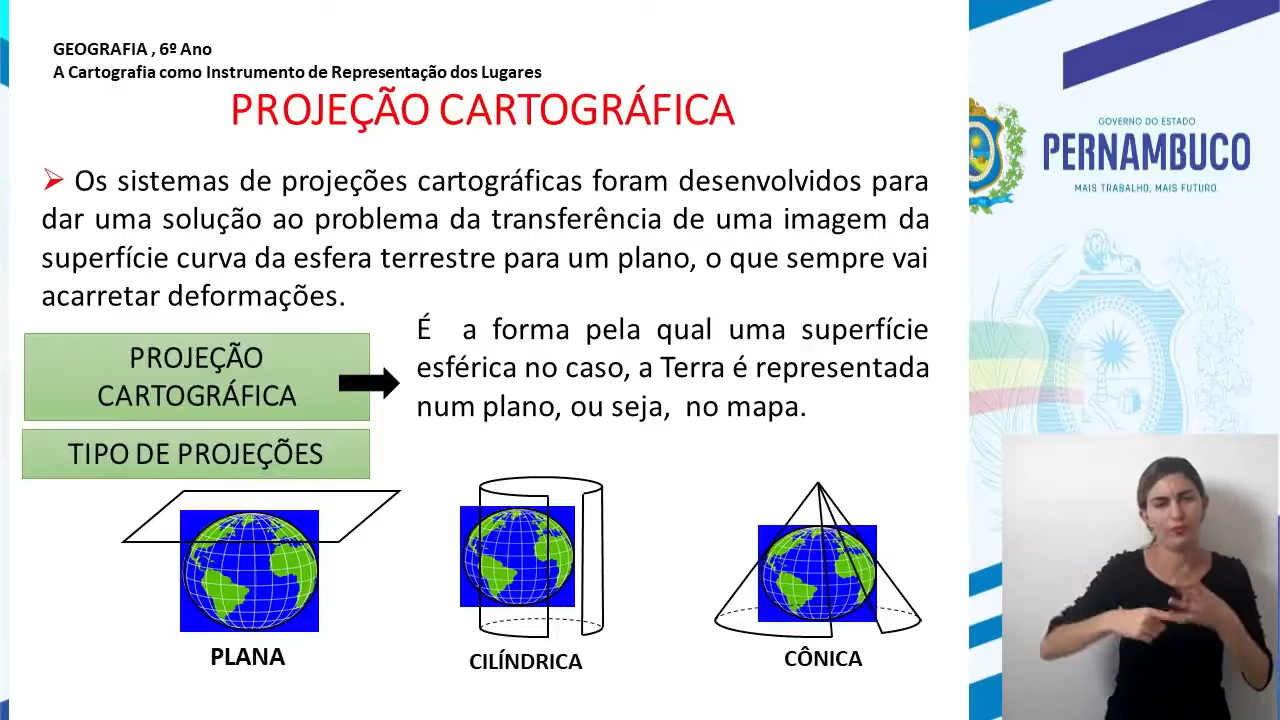 GEOGRAFIA , 6º Ano
A Cartografia como Instrumento de Representação dos Lugares
PROJEÇÃO CARTOGRÁFICA
Os sistemas de projeções cartográficas foram desenvolvidos para
dar uma solução ao problema da transferência de uma imagem da
superfície curva da esfera terrestre para um plano, o que sempre vai
acarretar deformações.
PROJEÇÃO
CARTOGRÁFICA
É a forma pela qual uma superfície
esférica no caso, a Terra é representada
num plano, ou seja, no mapa.
TIPO DE PROJEÇÕES
PLANA
CILÍNDRICA
CÔNICA
GOVERNO DO ESTADO
PERNAMBUCO
MAIS TRABALHO, MAIS FUTURO.